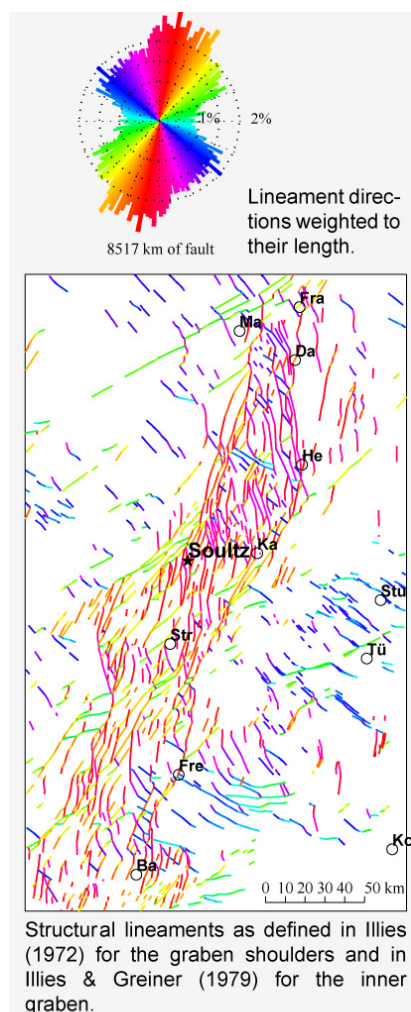 1% 2%
Lineament direc-
tions weighted to
their length.
8517 km of fault
Fra
Ma
Da
He
Ka
Soultz
Stu
Str
Tü
Fre
Ko
Ba
0 10 20 30 50 km
Structural lineaments as defined in Illies
(1972) for the graben shoulders and in
Illies & Greiner (1979) for the inner
graben.